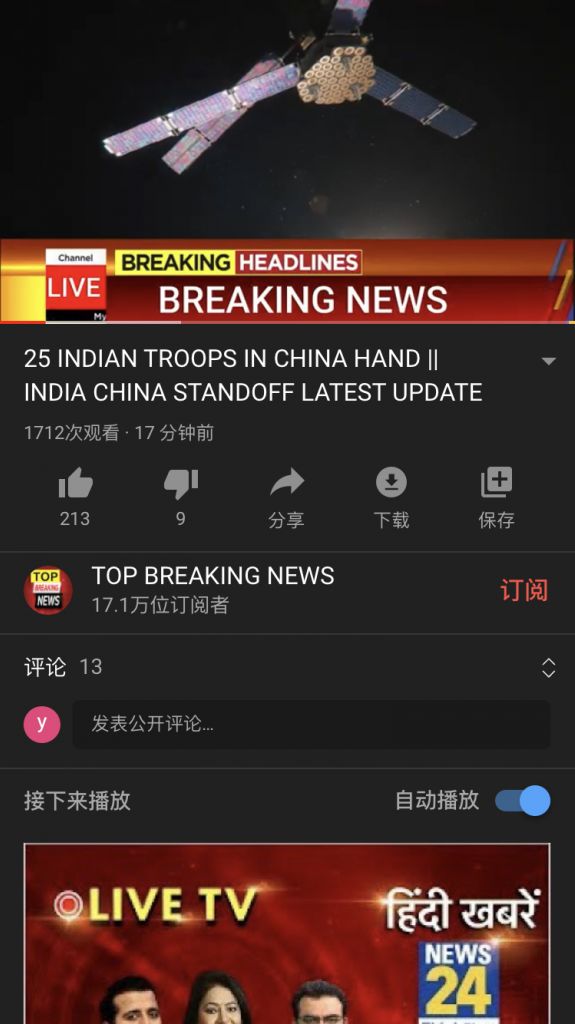 Channel
LIVE
My
BREAKING HEADLINES
BREAKING NEWS
25 INDIAN TROOPS IN CHINA HAND ||
INDIA CHINA STANDOFF LATEST UPDATE
1712次观看 · 17 分钟前
213
9
分享
下载
保存
TOP
BREAKING
NEWS
TOP BREAKING NEWS
17.1万位订阅者
订阅
评论 13
y
发表公开评论...
接下来播放
自动播放
LIVE TV
हिंदी खबरें
NEWS
24